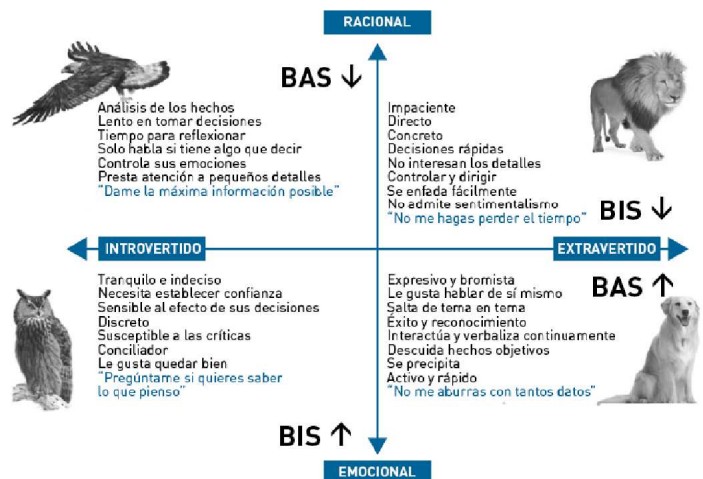 RACIONAL
BAS ↓
Análisis de los hechos
Lento en tomar decisiones
Tiempo para reflexionar
Solo habla si tiene algo que decir
Controla sus emociones
Presta atención a pequeños detalles
"Dame la máxima información posible"
Impaciente
Directo
Concreto
Decisiones rápidas
No interesan los detalles
Controlar y dirigir
Se enfada fácilmente
No admite sentimentalismo
"No me hagas perder el tiempo"
BIS ↓
INTROVERTIDO
EXTRAVERTIDO
Tranquilo e indeciso
Necesita establecer confianza
Sensible al efecto de sus decisiones
Discreto
Susceptible a las críticas
Conciliador
Le gusta quedar bien
"Pregúntame si quieres saber
lo que pienso"
BIS ↑
Expresivo y bromista
Le gusta hablar de sí mismo
Salta de tema en tema
Éxito y reconocimiento
Interactúa y verbaliza continuamente
Descuida hechos objetivos
Se precipita
Activo y rápido
"No me aburras con tantos datos"
BAS ↑
EMOCIONAL